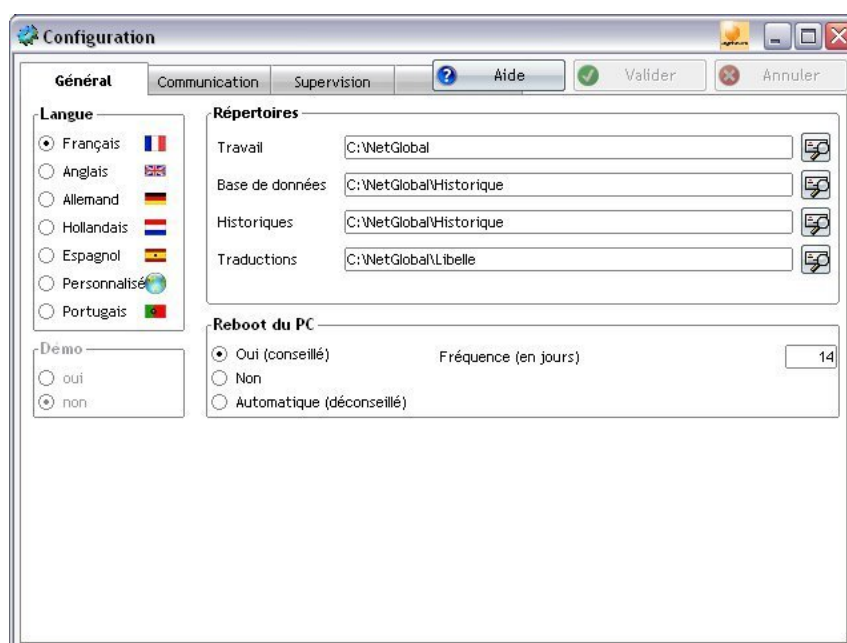 Configuration
Général
Communication
Supervision
Aide
Valider
Annuler
Langue
Français
Anglais
Allemand
Hollandais
Espagnol
Personnalisé
Portugais
Démo
oui
non
Répertoires
Travail C:\NetGlobal
Base de données C:\NetGlobal\Historique
Historiques C:\NetGlobal\Historique
Traductions C:\NetGlobal\Libelle
Reboot du PC
Oui (conseillé) Fréquence (en jours) 14
Non
Automatique (déconseillé)